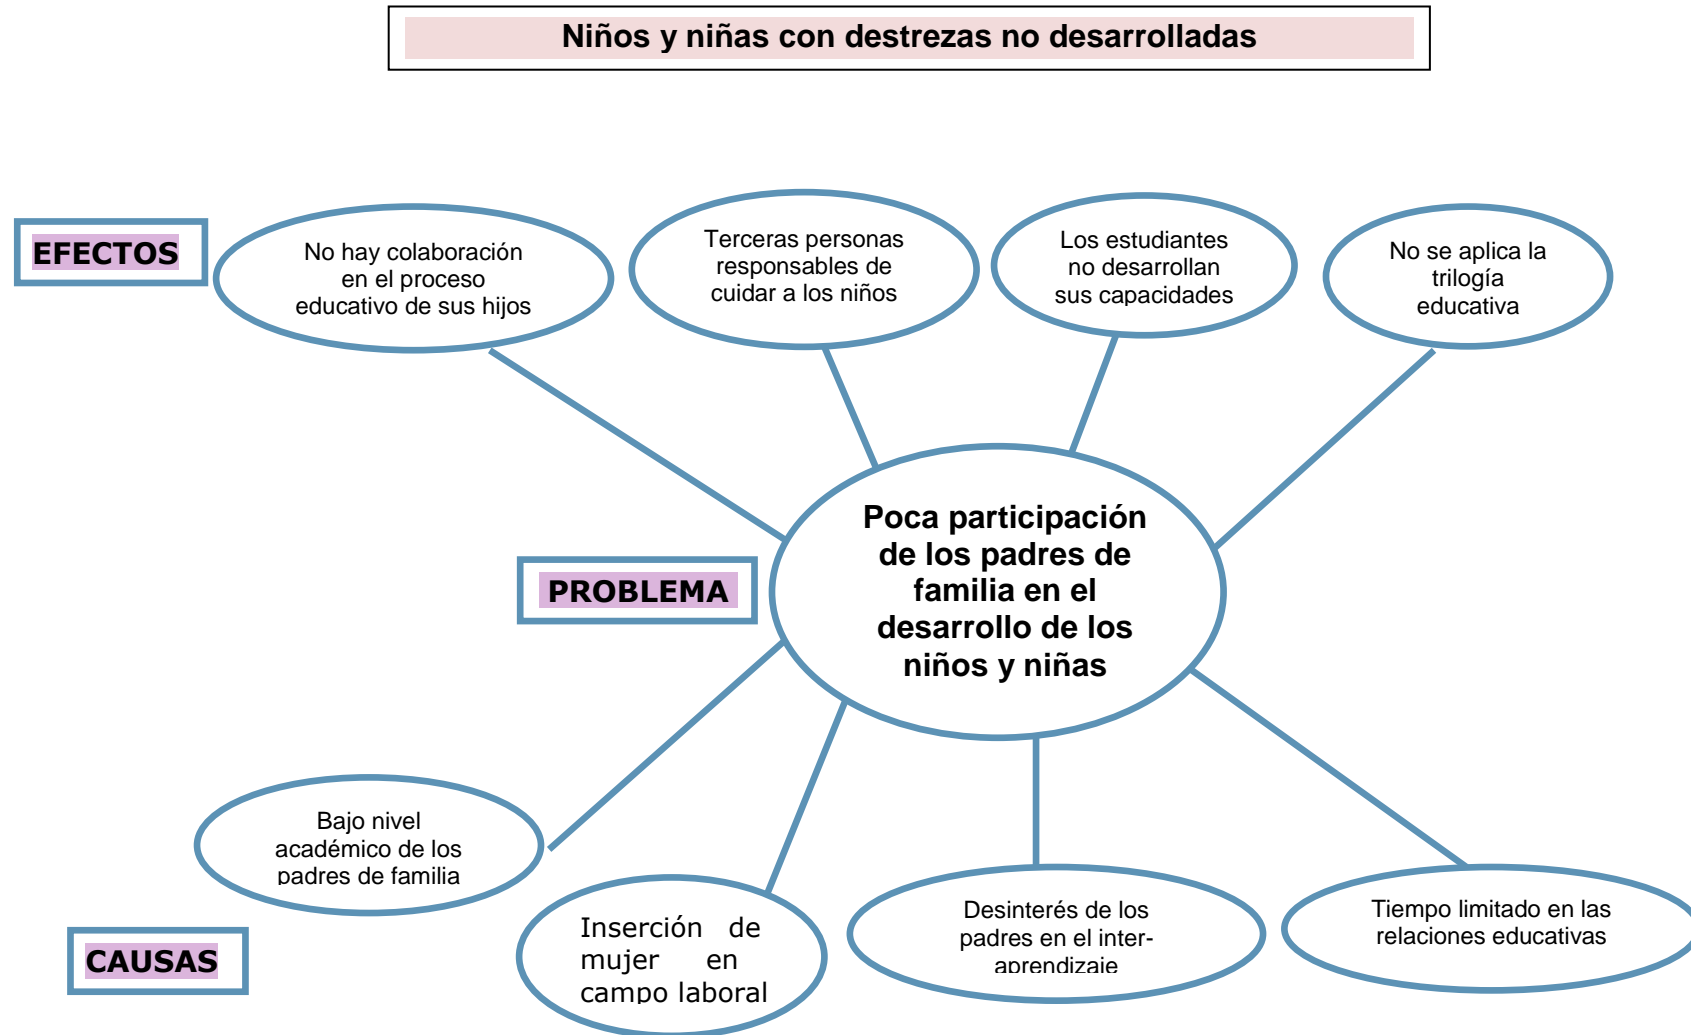 Niños y niñas con destrezas no desarrolladas
EFECTOS
No hay colaboración
en el proceso
educativo de sus hijos
Terceras personas
responsables de
cuidar a los niños
Los estudiantes
no desarrollan
sus capacidades
No se aplica la
trilogía
educativa
PROBLEMA
Poca participación
de los padres de
familia en el
desarrollo de los
niños y niñas
Bajo nivel
académico de los
padres de familia
CAUSAS
Inserción de
mujer en
campo laboral
Desinterés de los
padres en el inter-
aprendizaje
Tiempo limitado en las
relaciones educativas